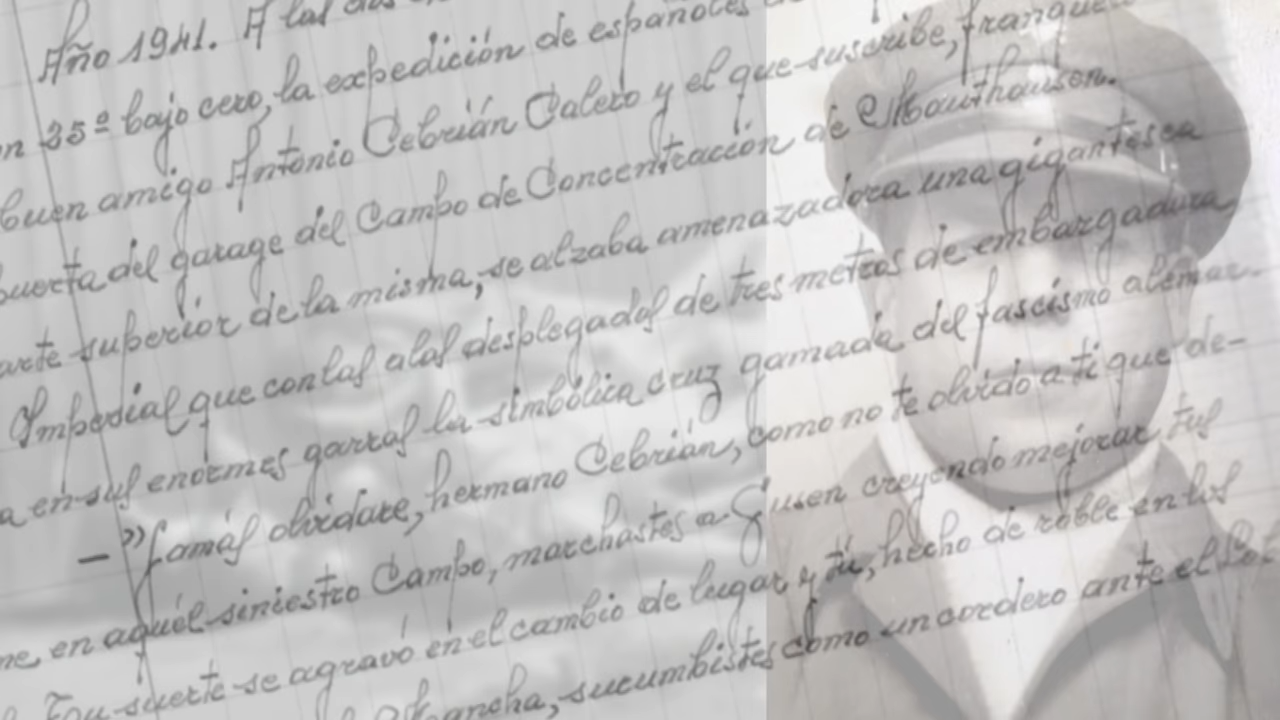 Año 1941. A las
n 35º bajo cero, la expedición de españoles
buen amigo Antonio Cebrián Calero y el que suscribe, franque
puerta del garage del Campo de Concentración de Mauthausen.
arte superior de la misma, se alzaba amenazadora una gigantesca
Imperial que con las alas desplegadas de tres metros de embargadura
a en sus enormes garras la simbólica cruz gamada del fascismo alemán.
— "Jamás olvidaré, hermano Cebrián, como no te olvido a ti que de-
me en aquél siniestro Campo, marchastes a Gusen creyendo mejorar tus
Tu suerte se agravó en el cambio de lugar y tú, hecho de roble en los
Mancha, sucumbistes como un cordero ante el